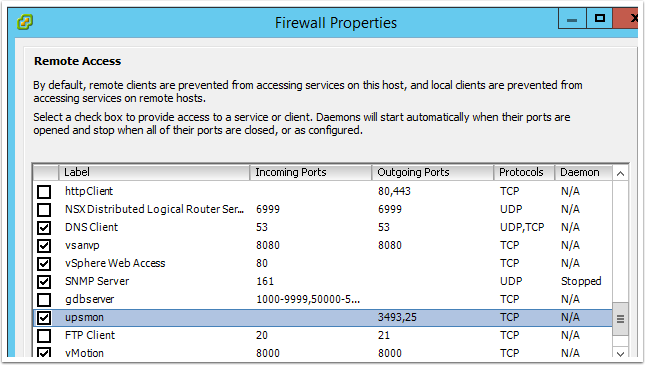 Firewall Properties
Remote Access
By default, remote clients are prevented from accessing services on this host, and local clients are prevented from
accessing services on remote hosts.
Select a check box to provide access to a service or client. Daemons will start automatically when their ports are
opened and stop when all of their ports are closed, or as configured.
Label Incoming Ports Outgoing Ports Protocols Daemon
httpClient 80,443 TCP N/A
NSX Distributed Logical Router Ser... 6999 6999 UDP N/A
DNS Client 53 53 UDP,TCP N/A
vsanvp 8080 8080 TCP N/A
vSphere Web Access 80 TCP N/A
SNMP Server 161 UDP Stopped
gdbserver 1000-9999,50000-5... TCP N/A
upsmon 3493,25 TCP N/A
FTP Client 20 21 TCP N/A
vMotion 8000 8000 TCP N/A